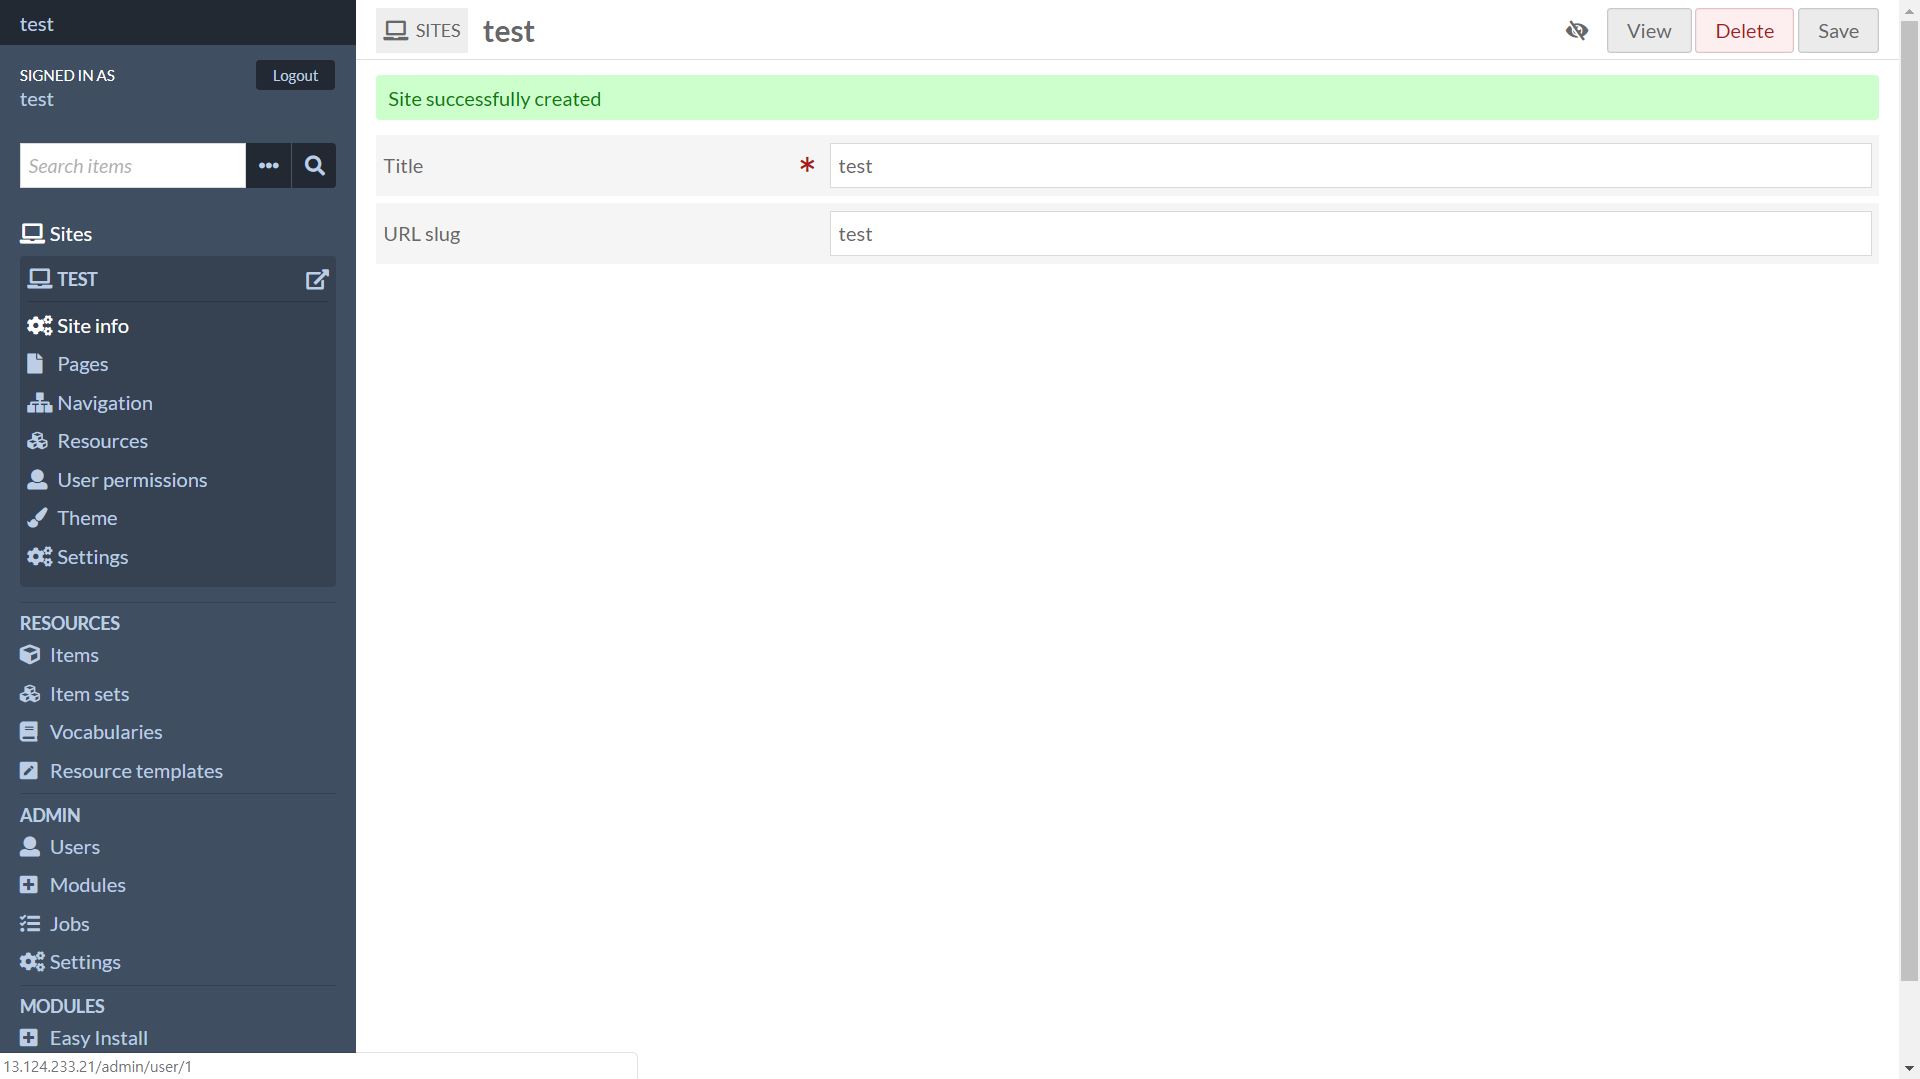 test
SIGNED IN AS
Logout
test
Search items
Sites
TEST
Site info
Pages
Navigation
Resources
User permissions
Theme
Settings
RESOURCES
Items
Item sets
Vocabularies
Resource templates
ADMIN
Users
Modules
Jobs
Settings
MODULES
Easy Install
13.124.233.21/admin/user/1
SITES test
View Delete Save
Site successfully created
Title * test
URL slug test